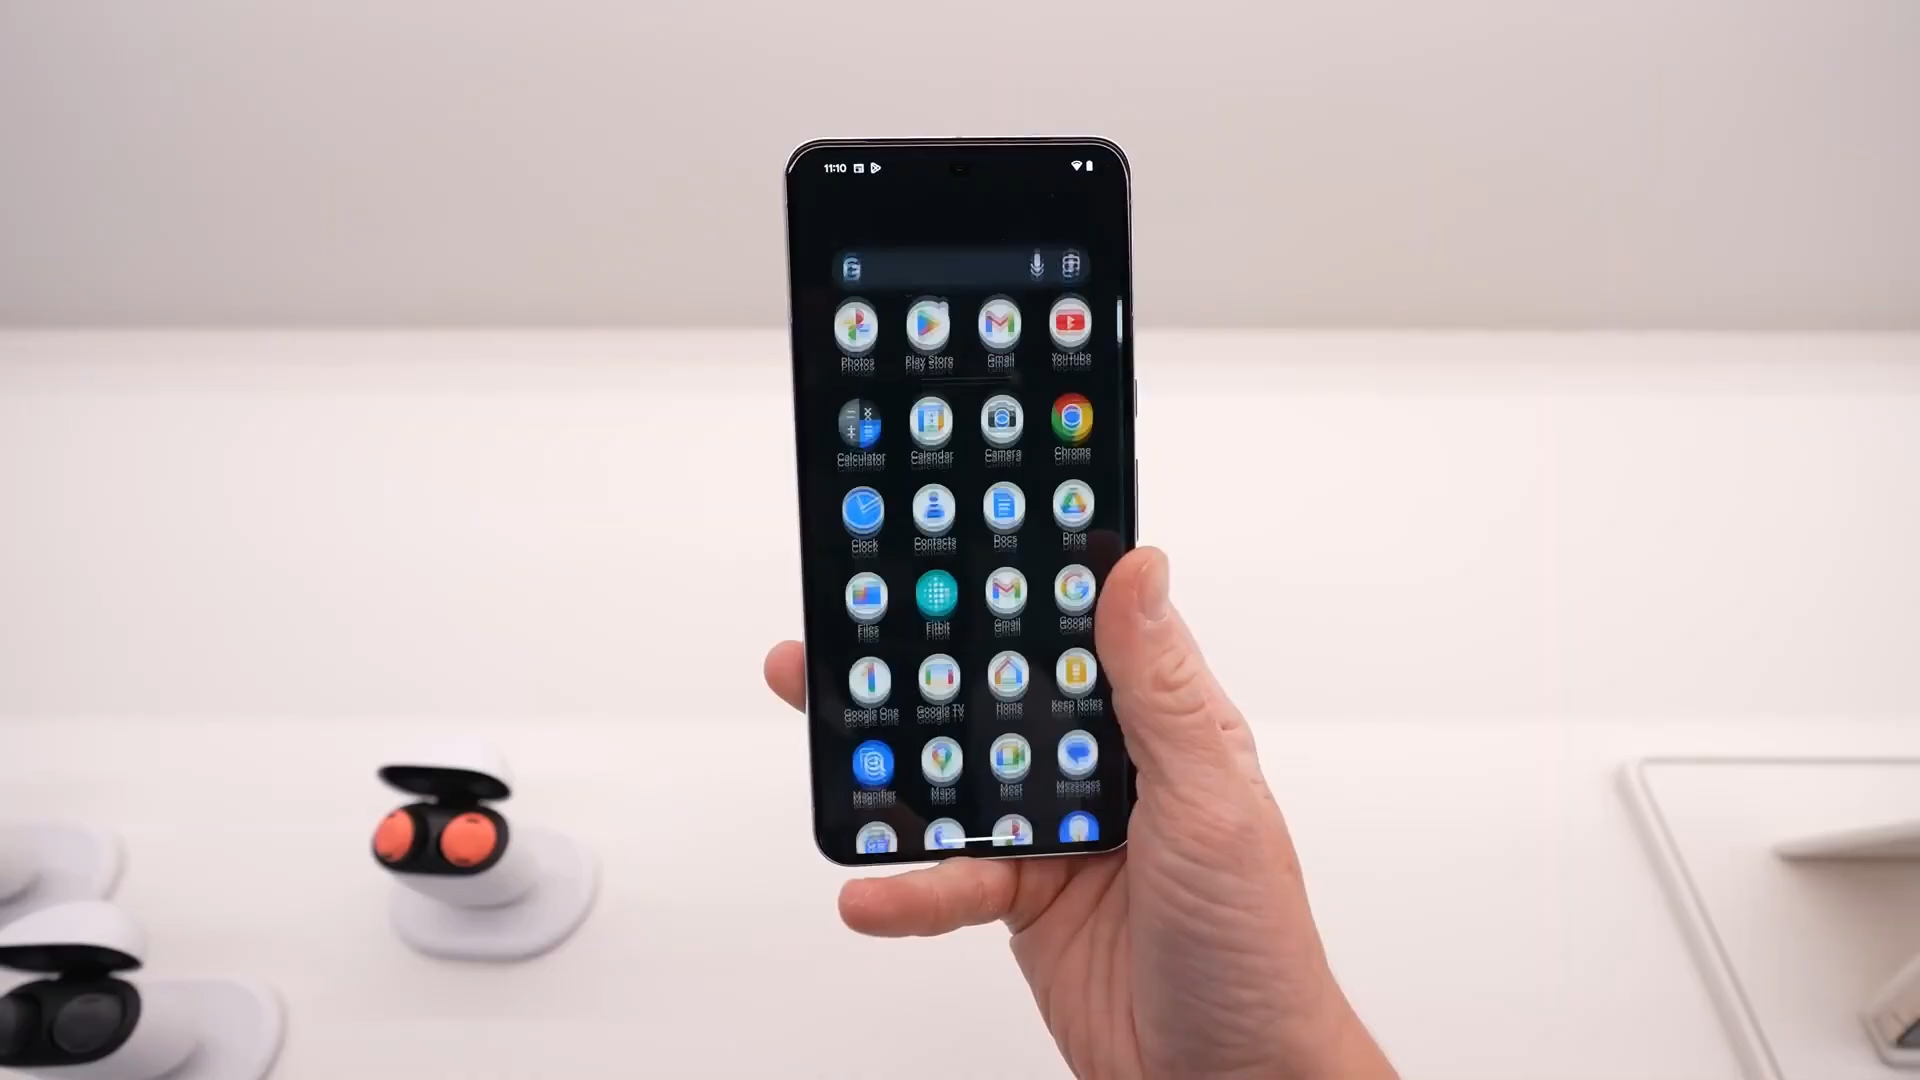 11:10
Photos Play Store Gmail YouTube
Calculator Calendar Camera Chrome
Clock Contacts Docs Drive
Files Fitbit Gmail Google
Google One Google TV Home Keep Notes
Magnifier Maps Meet Messages